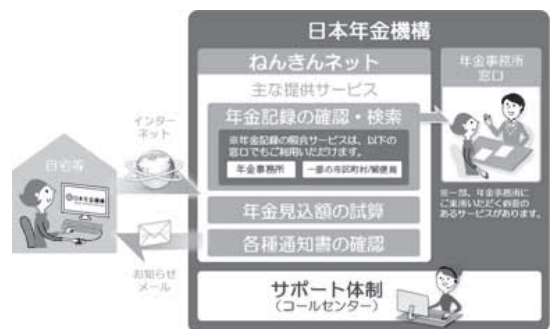 日本年金機構
ねんきんネット
主な提供サービス
年金記録の確認・検索
※年金記録の照会サービスは、以下の
窓口でもご利用いただけます。
年金事務所
一部の市区町村/郵便局
年金見込額の試算
各種通知書の確認
年金事務所
窓口
※一部、年金事務所に
ご来所いただく必要の
あるサービスがあります。
インター
ネット
自宅等
日本年金機構
お知らせ
メール
サポート体制
（コールセンター）